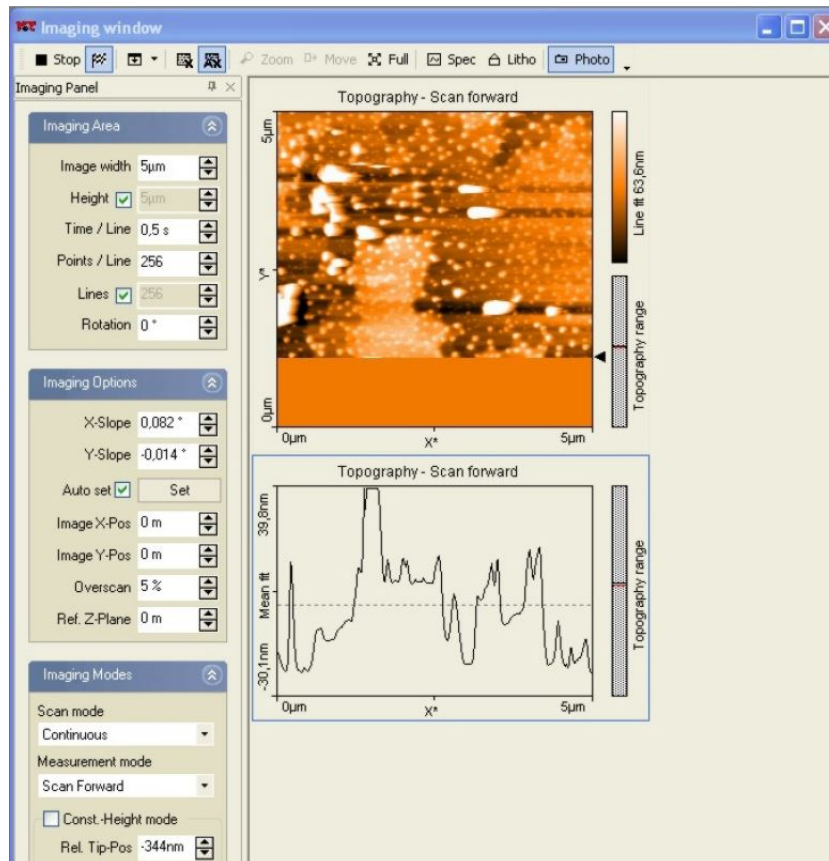 Imaging window
Stop Zoom Move Full Spec Litho Photo
Imaging Panel
Imaging Area
Image width 5µm
Height 5µm
Time / Line 0,5 s
Points / Line 256
Lines 256
Rotation 0 °
Imaging Options
X-Slope 0,082 °
Y-Slope -0,014 °
Auto set Set
Image X-Pos 0 m
Image Y-Pos 0 m
Overscan 5 %
Ref. Z-Plane 0 m
Imaging Modes
Scan mode
Continuous
Measurement mode
Scan Forward
Const.-Height mode
Rel. Tip-Pos -344nm
Topography - Scan forward
5µm
Y*
0µm
0µm X* 5µm
Line fit 63,6nm
Topography range
Topography - Scan forward
39,8nm
Mean fit
-30,1nm
0µm X* 5µm
Topography range